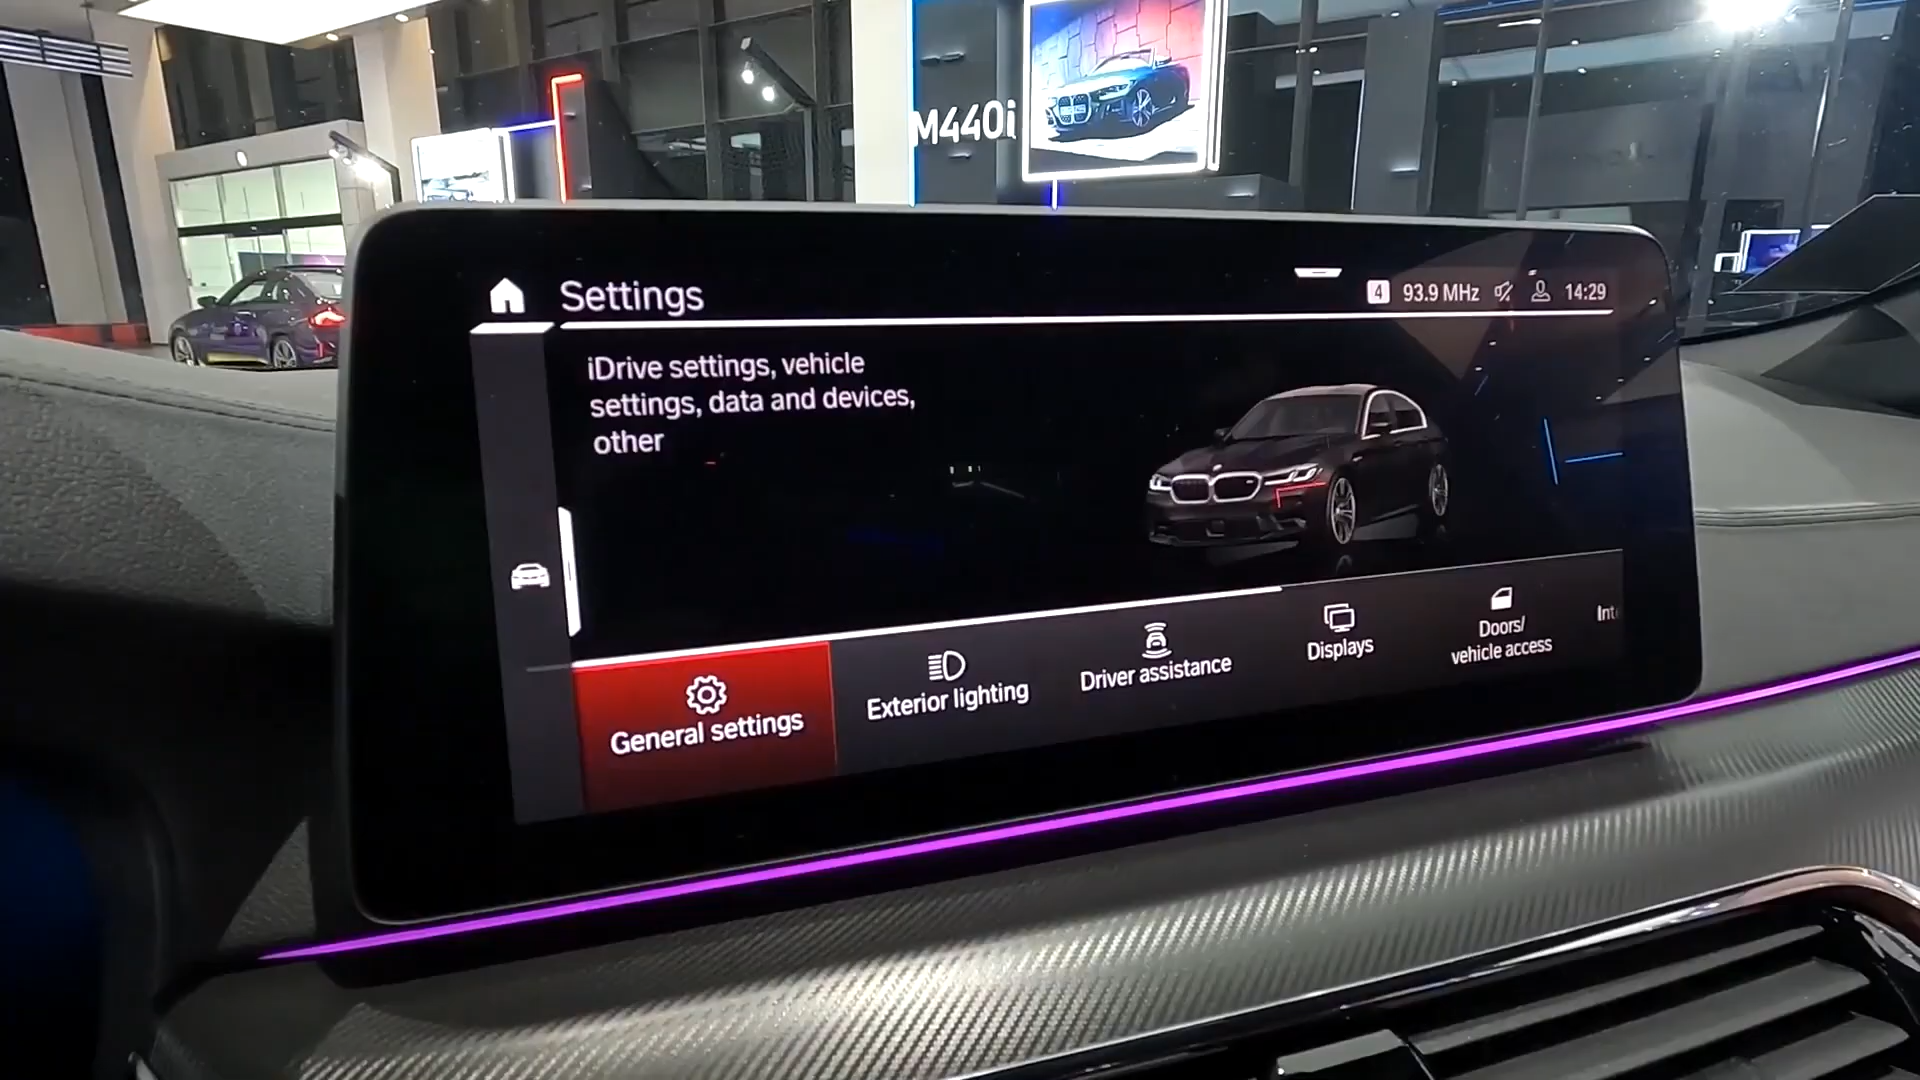 M440i
Settings
4 93.9 MHz 14:29
iDrive settings, vehicle
settings, data and devices,
other
General settings
Exterior lighting
Driver assistance
Displays
Doors/
vehicle access
Int